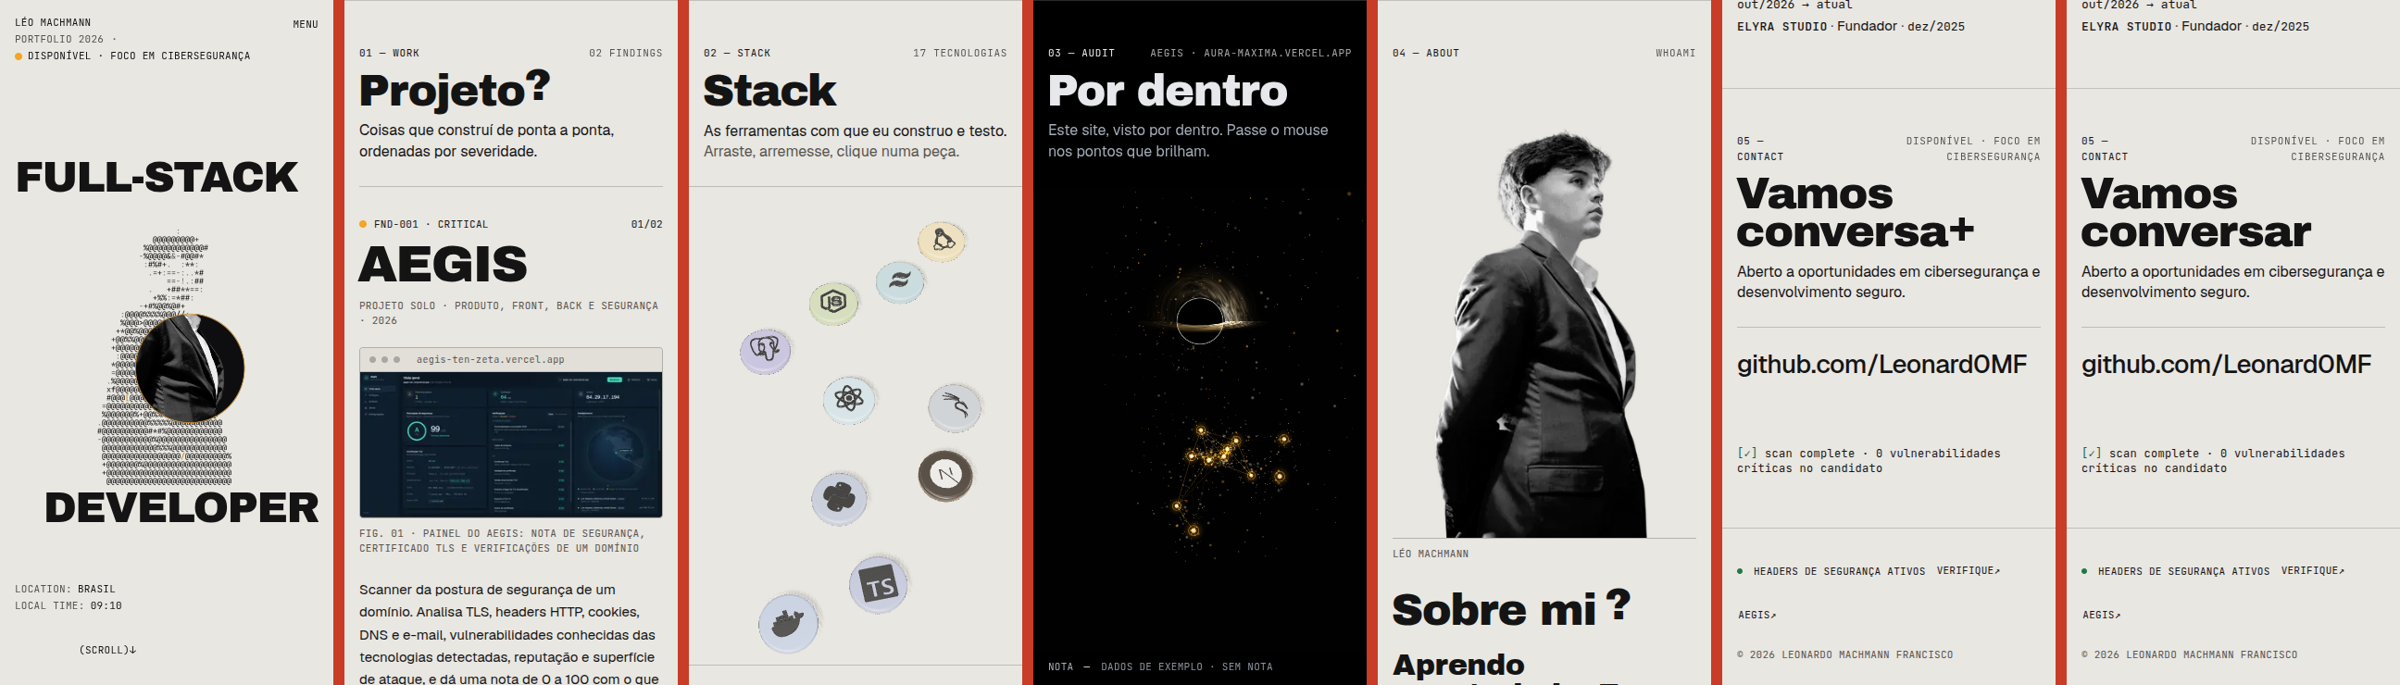 LÉO MACHMANN
MENU
PORTFOLIO 2026 ·
DISPONÍVEL · FOCO EM CIBERSEGURANÇA
FULL-STACK
DEVELOPER
LOCATION: BRASIL
LOCAL TIME: 09:10
(SCROLL)↓
01 — WORK
02 FINDINGS
Projeto?
Coisas que construí de ponta a ponta,
ordenadas por severidade.
FND-001 · CRITICAL
01/02
AEGIS
PROJETO SOLO · PRODUTO, FRONT, BACK E SEGURANÇA
· 2026
aegis-ten-zeta.vercel.app
FIG. 01 · PAINEL DO AEGIS: NOTA DE SEGURANÇA,
CERTIFICADO TLS E VERIFICAÇÕES DE UM DOMÍNIO
Scanner da postura de segurança de um
domínio. Analisa TLS, headers HTTP, cookies,
DNS e e-mail, vulnerabilidades conhecidas das
tecnologias detectadas, reputação e superfície
de ataque, e dá uma nota de 0 a 100 com o que
02 — STACK
17 TECNOLOGIAS
Stack
As ferramentas com que eu construo e testo.
Arraste, arremesse, clique numa peça.
JS
N
TS
03 — AUDIT
AEGIS · AURA-MAXIMA.VERCEL.APP
Por dentro
Este site, visto por dentro. Passe o mouse
nos pontos que brilham.
NOTA — DADOS DE EXEMPLO · SEM NOTA
04 — ABOUT
WHOAMI
LÉO MACHMANN
Sobre mi?
Aprendo
out/2026 → atual
ELYRA STUDIO · Fundador · dez/2025
05 —
CONTACT
DISPONÍVEL · FOCO EM
CIBERSEGURANÇA
Vamos
conversa+
Aberto a oportunidades em cibersegurança e
desenvolvimento seguro.
github.com/Leonard0MF
[✓] scan complete · 0 vulnerabilidades
críticas no candidato
HEADERS DE SEGURANÇA ATIVOS VERIFIQUE↗
AEGIS↗
© 2026 LEONARDO MACHMANN FRANCISCO
out/2026 → atual
ELYRA STUDIO · Fundador · dez/2025
05 —
CONTACT
DISPONÍVEL · FOCO EM
CIBERSEGURANÇA
Vamos
conversar
Aberto a oportunidades em cibersegurança e
desenvolvimento seguro.
github.com/Leonard0MF
[✓] scan complete · 0 vulnerabilidades
críticas no candidato
HEADERS DE SEGURANÇA ATIVOS VERIFIQUE↗
AEGIS↗
© 2026 LEONARDO MACHMANN FRANCISCO